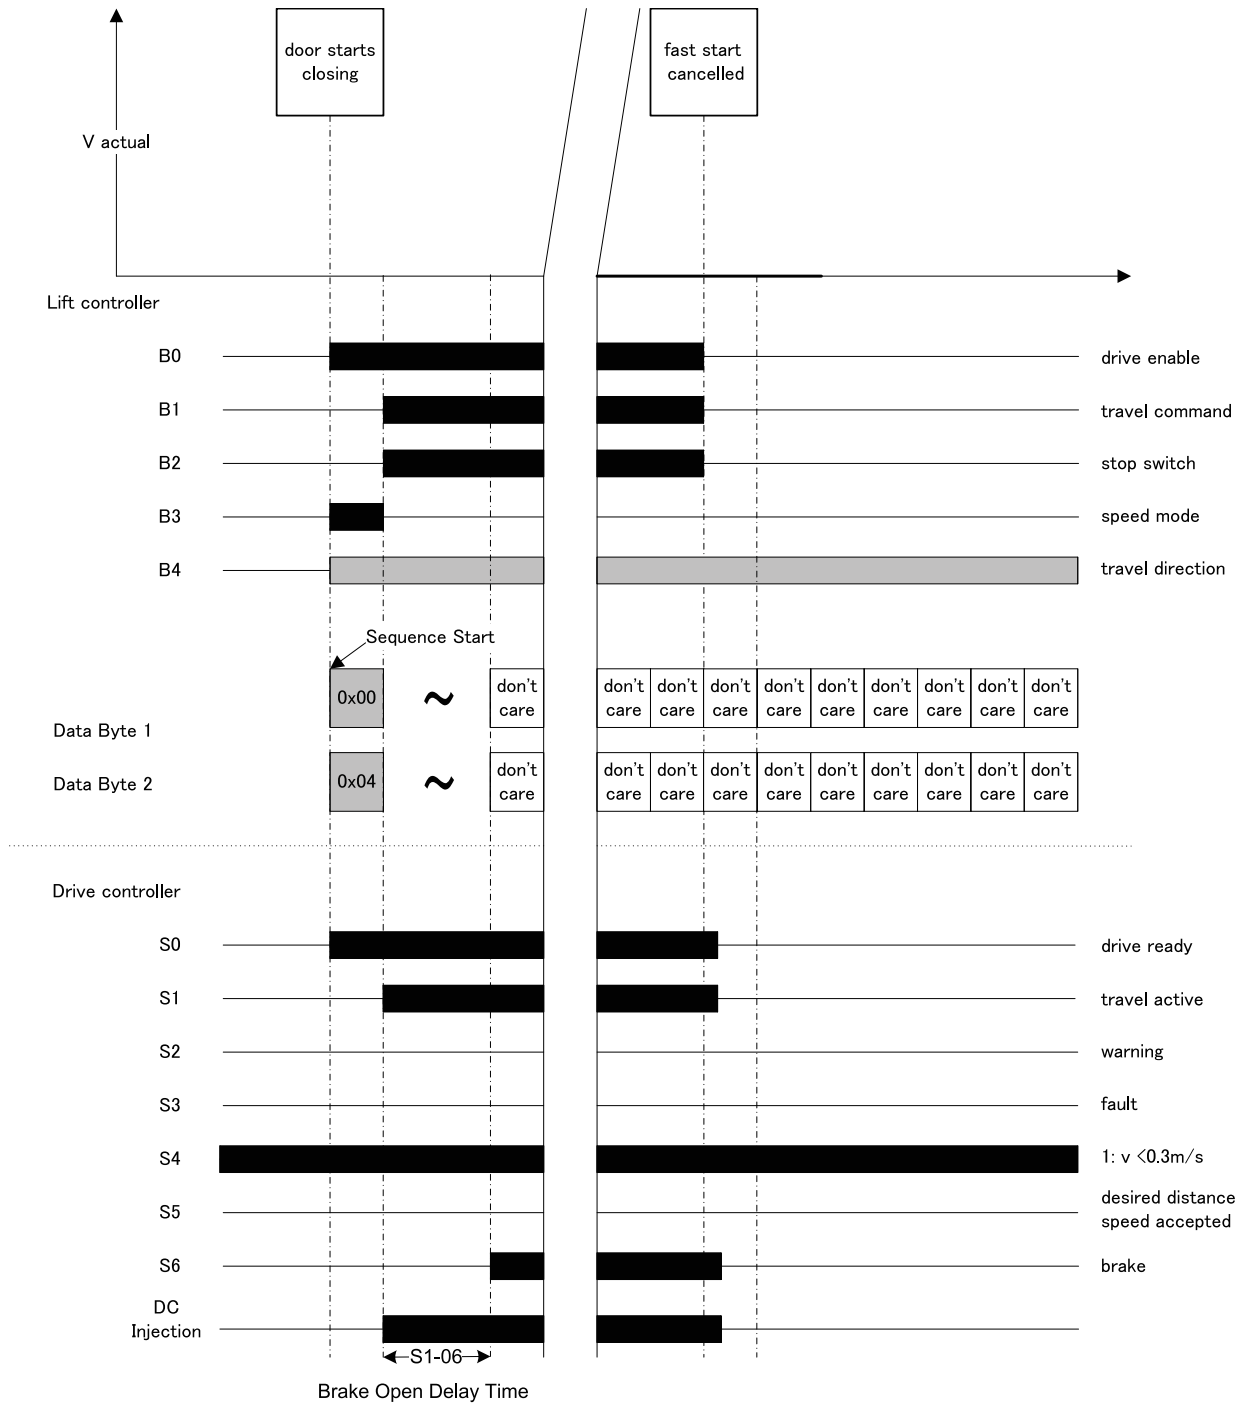 door starts
closing
fast start
cancelled
V actual
Lift controller
B0 drive enable
B1 travel command
B2 stop switch
B3 speed mode
B4 travel direction
Sequence Start
don't don't don't don't don't don't don't don't don't don't
0x00 ~
care care care care care care care care care care
Data Byte 1
don't don't don't don't don't don't don't don't don't don't
Data Byte 2 0x04 ~
care care care care care care care care care care
Drive controller
S0 drive ready
S1 travel active
S2 warning
S3 fault
S4 1: v <0.3m/s
desired distance
S5
speed accepted
S6 brake
DC
Injection
S1-06
Brake Open Delay Time